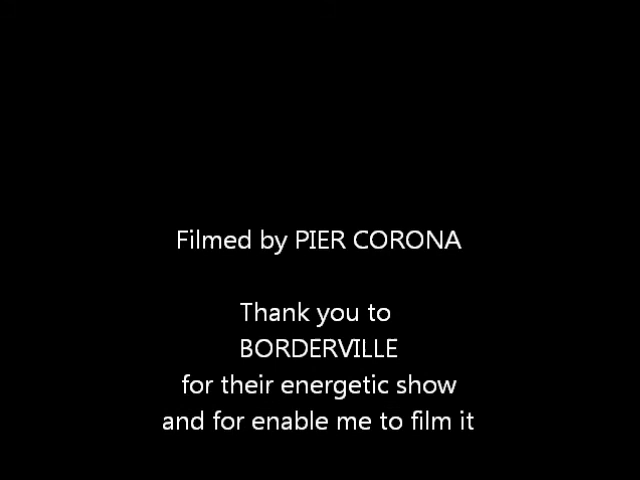 Filmed by PIER CORONA
Thank you to
BORDERVILLE
for their energetic show
and for enable me to film it